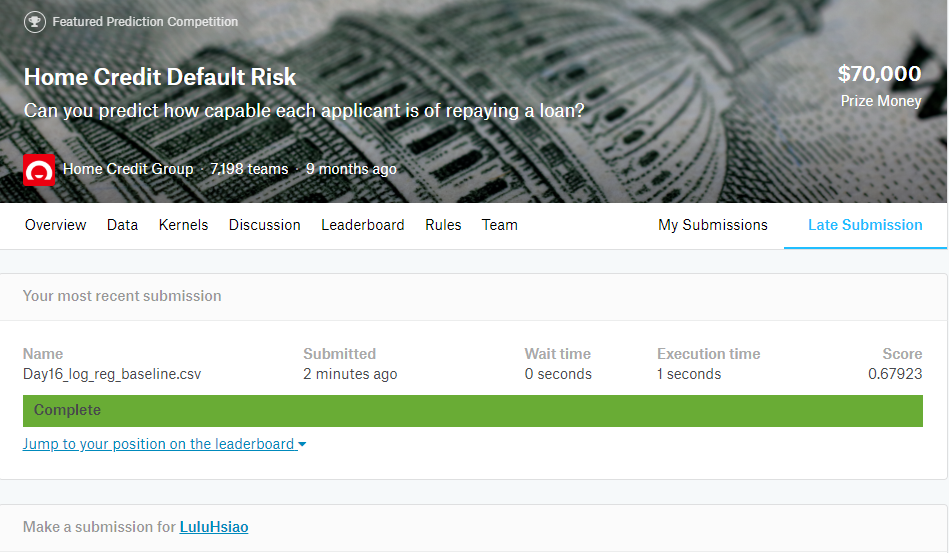 Featured Prediction Competition
Home Credit Default Risk
$70,000
Can you predict how capable each applicant is of repaying a loan?
Prize Money
Home Credit Group · 7,198 teams · 9 months ago
Overview Data Kernels Discussion Leaderboard Rules Team My Submissions Late Submission
Your most recent submission
Name Submitted Wait time Execution time Score
Day16_log_reg_baseline.csv 2 minutes ago 0 seconds 1 seconds 0.67923
Complete
Jump to your position on the leaderboard
Make a submission for LuluHsiao